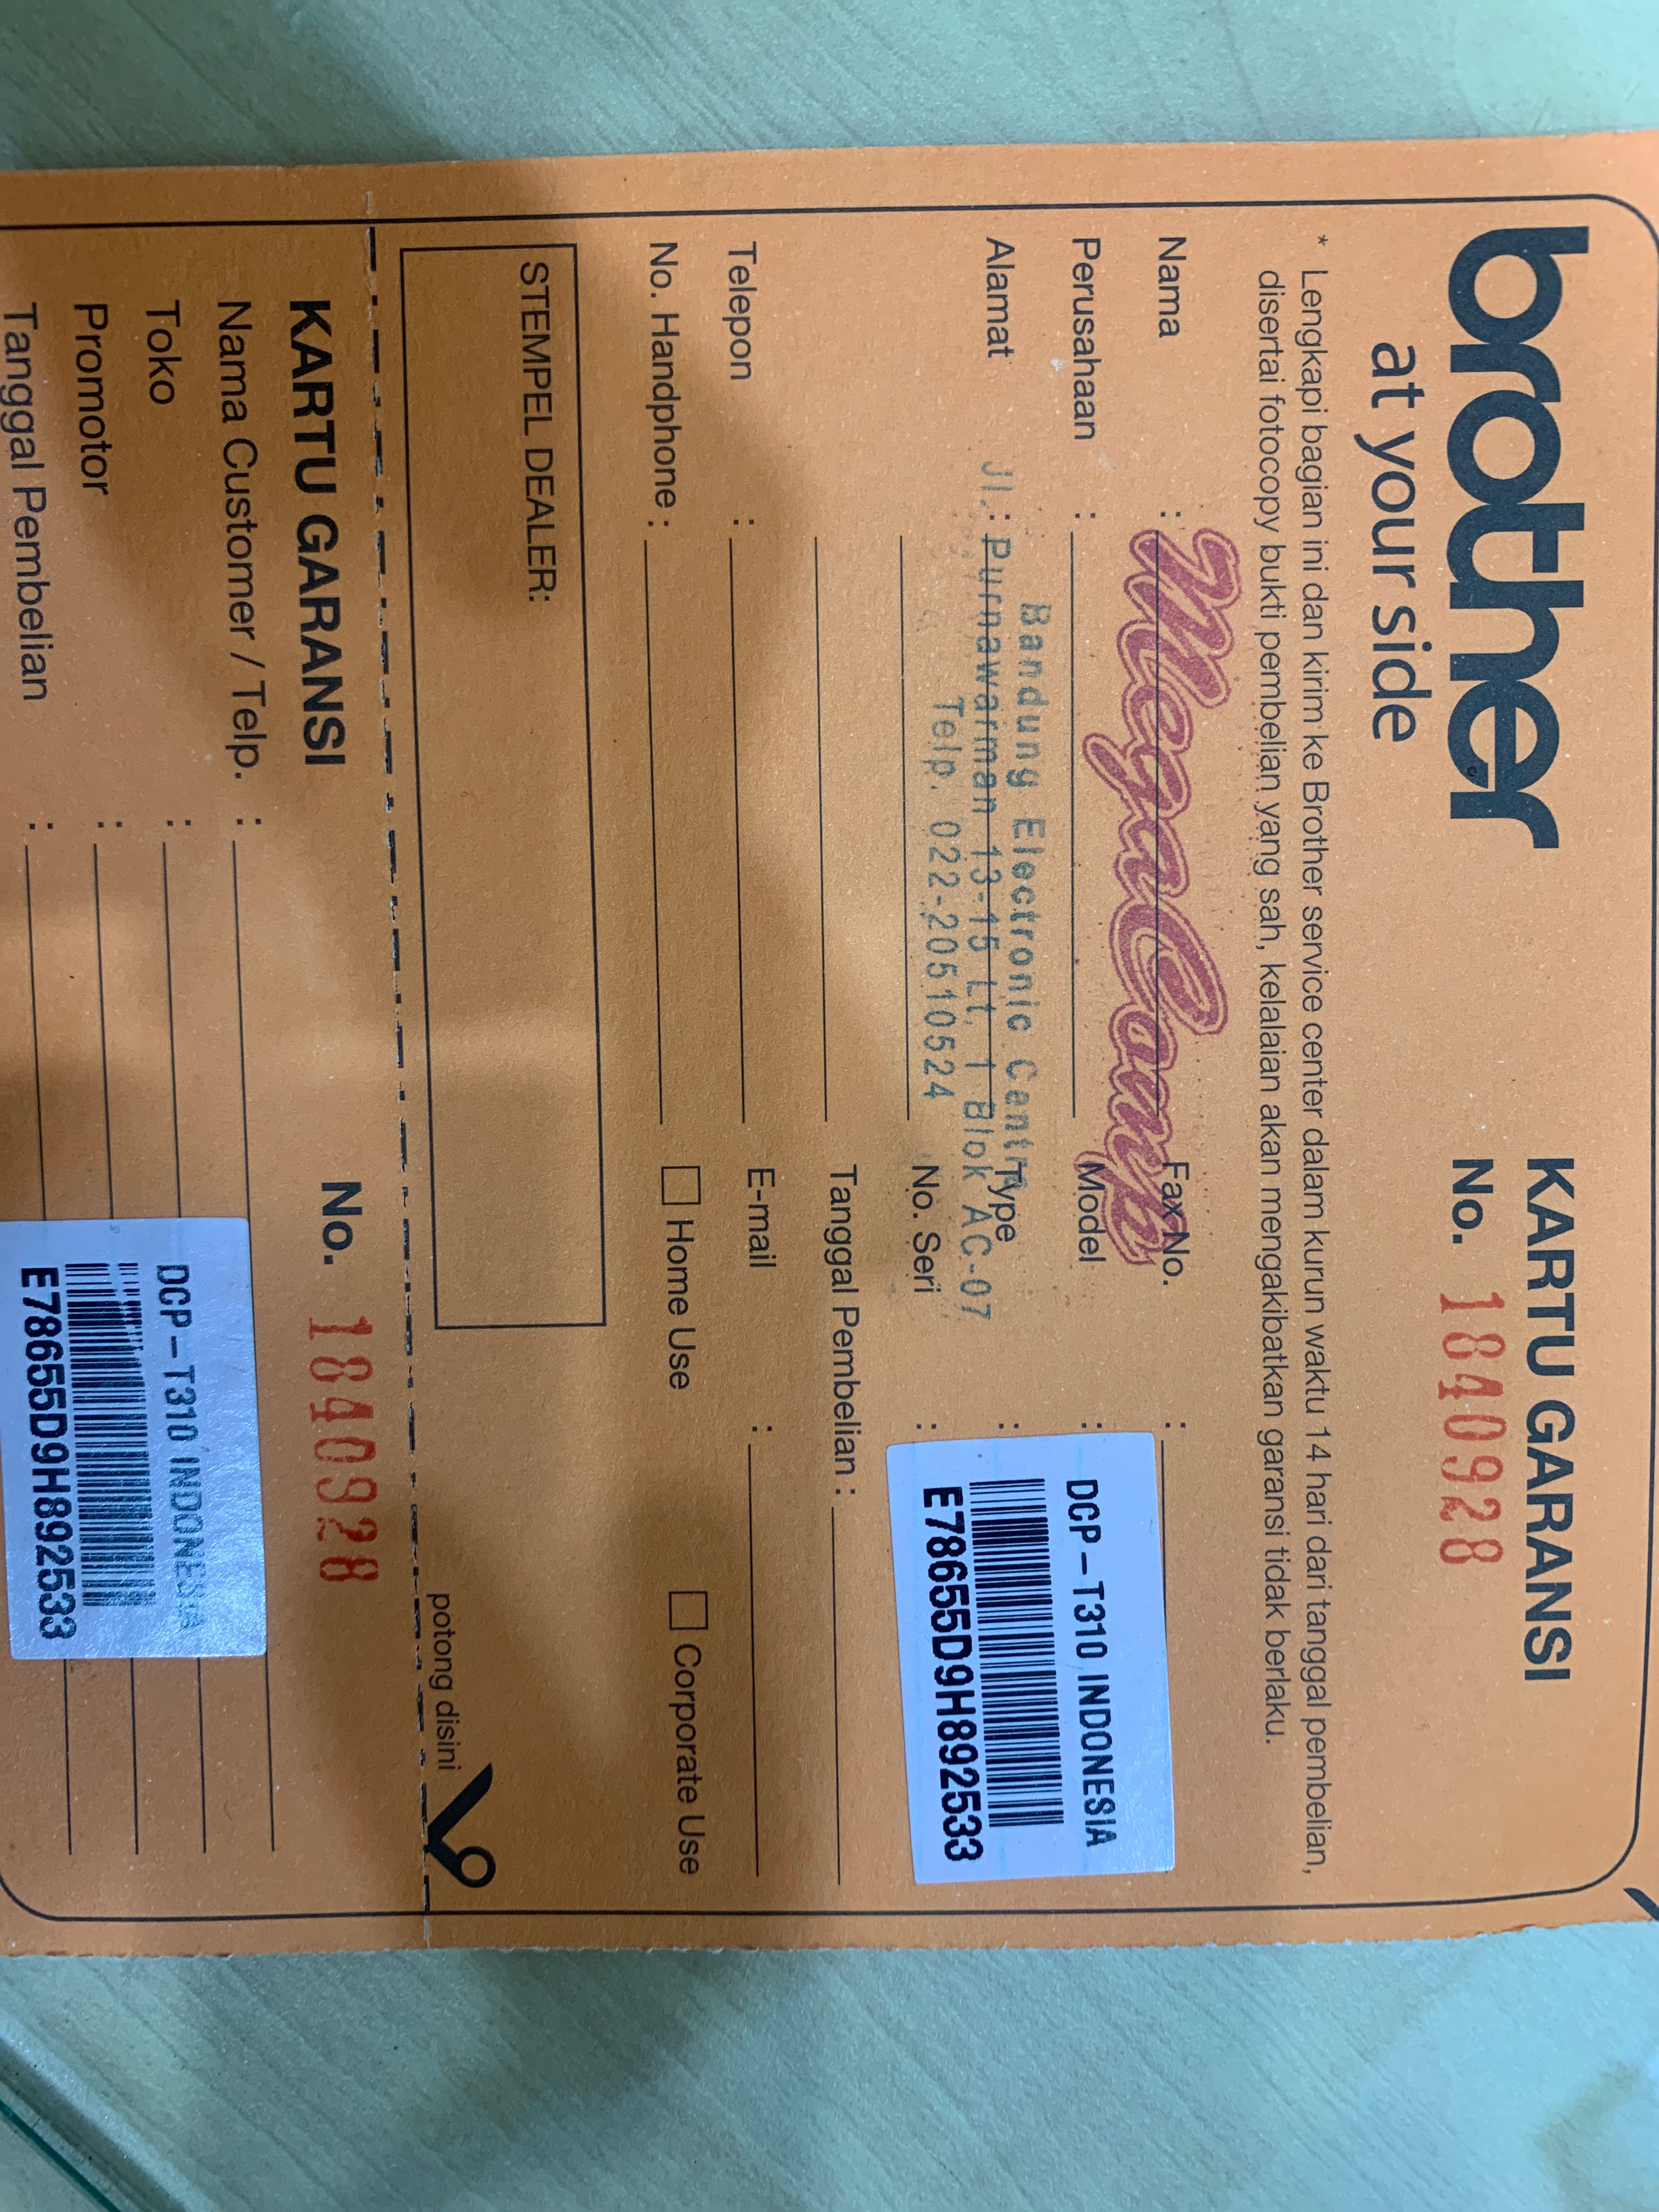 brother
at your side
KARTU GARANSI
No. 1840928
* Lengkapi bagian ini dan kirim ke Brother service center dalam kurun waktu 14 hari dari tanggal pembelian,
disertai fotocopy bukti pembelian yang sah, kelalaian akan mengakibatkan garansi tidak berlaku.
Nama :
Perusahaan :
Alamat :
Telepon :
No. Handphone :
MegaComp
Bandung Electronic Cantr
Jl. Purnawarman 13-15 Lt. 1 Blok AC-07
Telp. 022-20510524
Fax No. :
Model :
Type :
No. Seri :
DCP-T310 INDONESIA
E78655D9H892533
Tanggal Pembelian :
E-mail :
Home Use
Corporate Use
STEMPEL DEALER:
potong disini
KARTU GARANSI
No. 1840928
Nama Customer / Telp. :
Toko :
Promotor :
Tanggal Pembelian :
DCP-T310 INDONESIA
E78655D9H892533